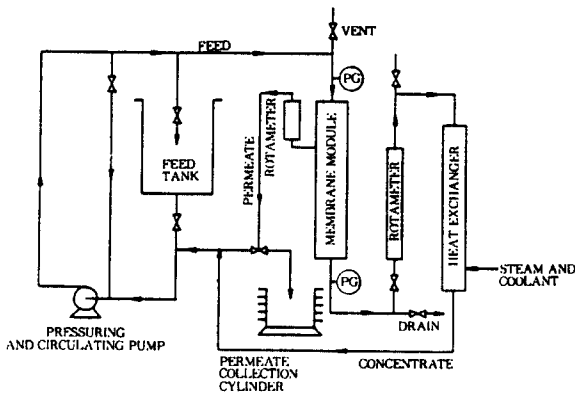 VENT
FEED
PG
FEED
TANK
PERMEATE
ROTAMETER
MEMBRANE MODULE
ROTAMETER
HEAT EXCHANGER
STEAM AND
COOLANT
PG
DRAIN
PRESSURING
AND CIRCULATING PUMP
PERMEATE
COLLECTION
CYLINDER
CONCENTRATE